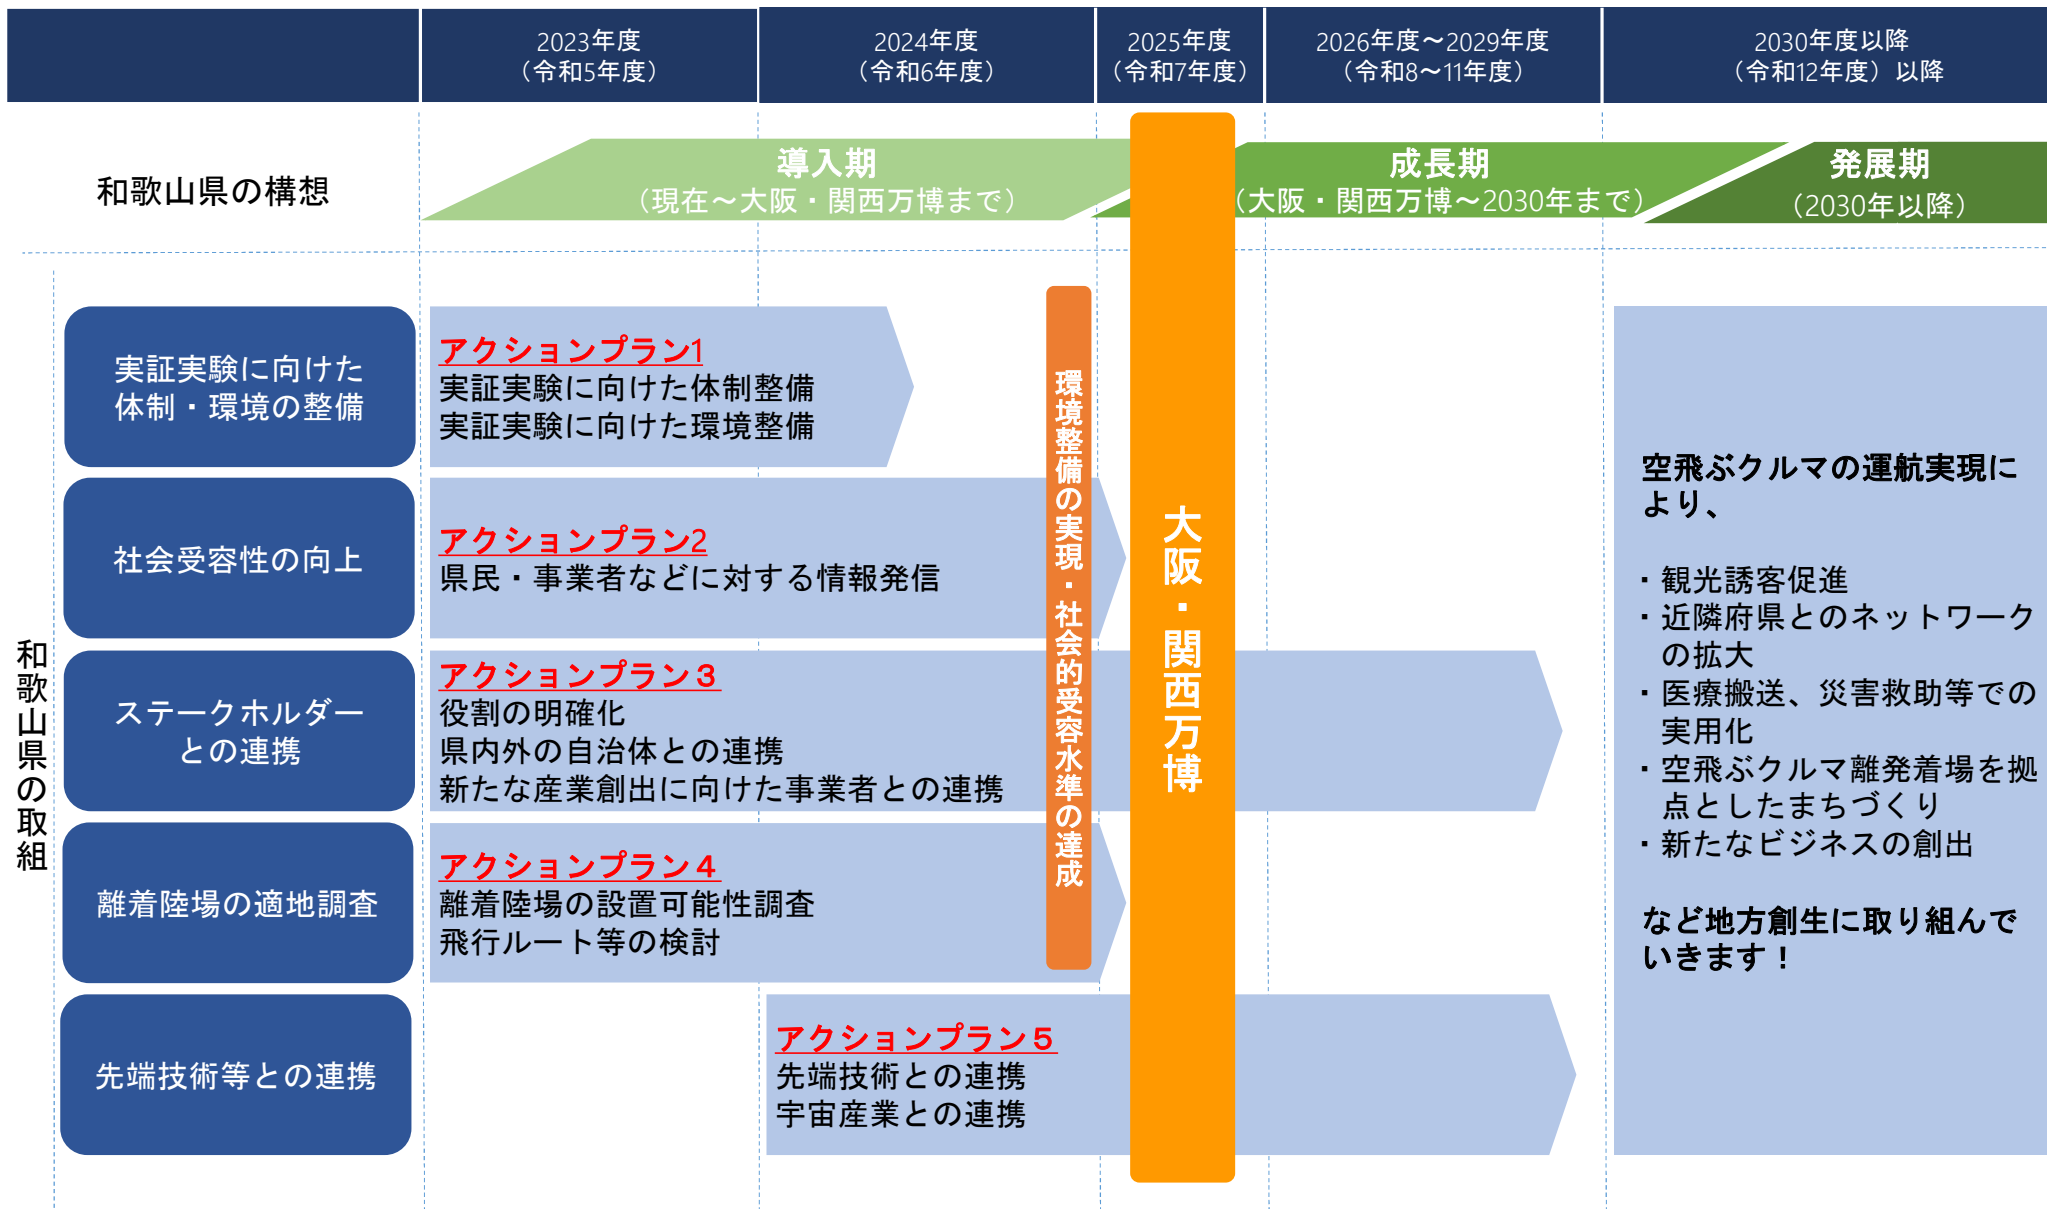 2023年度
（令和5年度）
2024年度
（令和6年度）
2025年度
（令和7年度）
2026年度～2029年度
（令和8～11年度）
2030年度以降
（令和12年度）以降
和歌山県の構想
導入期
（現在～大阪・関西万博まで）
成長期
（大阪・関西万博～2030年まで）
発展期
（2030年以降）
和歌山県の取組
実証実験に向けた
体制・環境の整備
アクションプラン1
実証実験に向けた体制整備
実証実験に向けた環境整備
社会受容性の向上
アクションプラン2
県民・事業者などに対する情報発信
ステークホルダー
との連携
アクションプラン３
役割の明確化
県内外の自治体との連携
新たな産業創出に向けた事業者との連携
離着陸場の適地調査
アクションプラン４
離着陸場の設置可能性調査
飛行ルート等の検討
先端技術等との連携
アクションプラン５
先端技術との連携
宇宙産業との連携
環境整備の実現・社会的受容水準の達成
大阪・関西万博
空飛ぶクルマの運航実現に
より、
・観光誘客促進
・近隣府県とのネットワーク
の拡大
・医療搬送、災害救助等での
実用化
・空飛ぶクルマ離発着場を拠
点としたまちづくり
・新たなビジネスの創出
など地方創生に取り組んで
いきます！